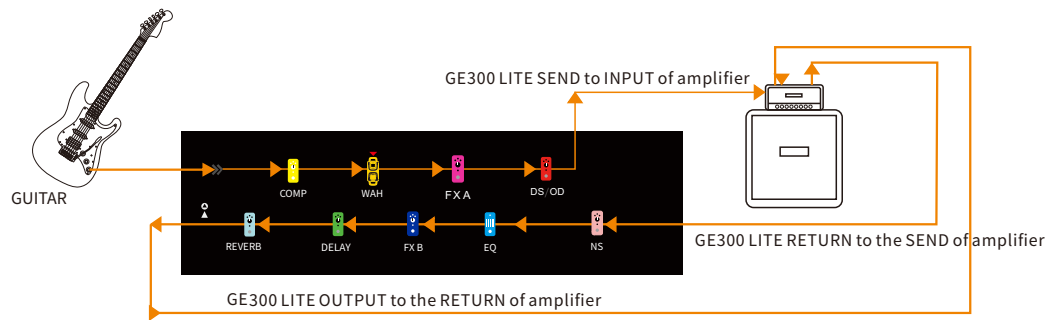 GE300 LITE SEND to INPUT of amplifier
GUITAR
COMP
WAH
FX A
DS/OD
REVERB
DELAY
FX B
EQ
NS
GE300 LITE RETURN to the SEND of amplifier
GE300 LITE OUTPUT to the RETURN of amplifier